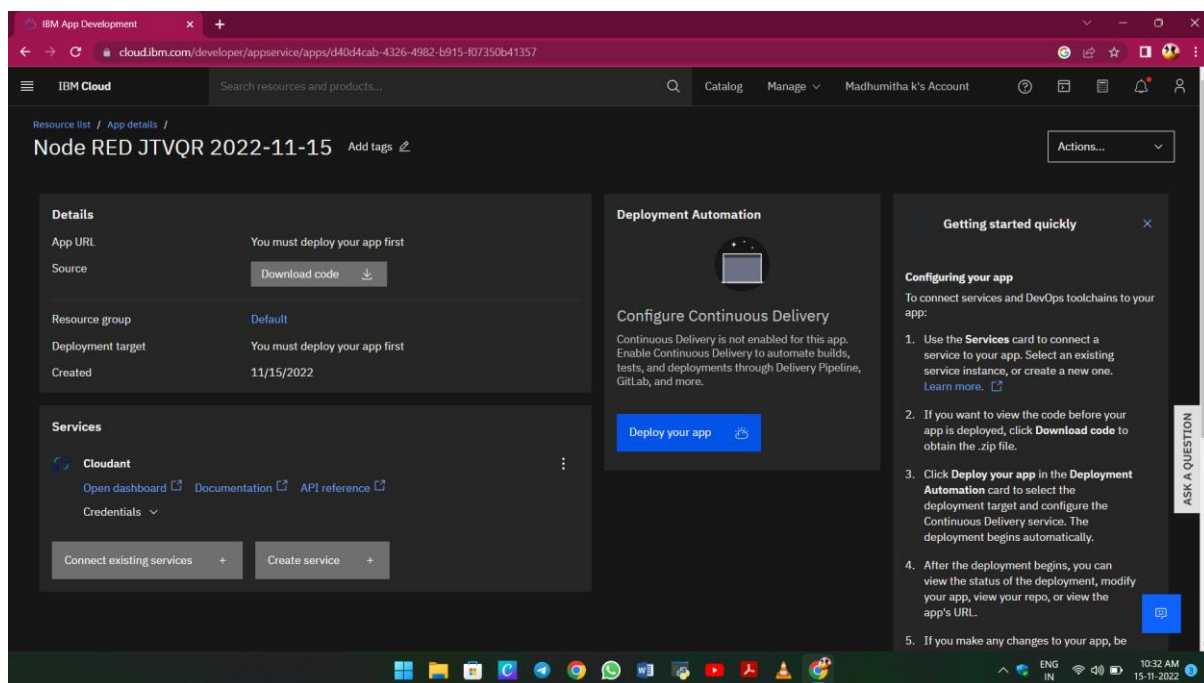 IBM App Development
cloud.ibm.com/developer/appservice/apps/d40d4cab-4326-4982-b915-f07350b41357
IBM Cloud
Search resources and products...
Catalog
Manage
Madhumitha k's Account
Resource list / App details /
Node RED JTVQR 2022-11-15
Add tags
Actions...
Details
App URL
You must deploy your app first
Source
Download code
Resource group
Default
Deployment target
You must deploy your app first
Created
11/15/2022
Services
Cloudant
Open dashboard
Documentation
API reference
Credentials
Connect existing services +
Create service +
Deployment Automation
Configure Continuous Delivery
Continuous Delivery is not enabled for this app.
Enable Continuous Delivery to automate builds,
tests, and deployments through Delivery Pipeline,
GitLab, and more.
Deploy your app
Getting started quickly
Configuring your app
To connect services and DevOps toolchains to your
app:
1. Use the Services card to connect a
service to your app. Select an existing
service instance, or create a new one.
Learn more.
2. If you want to view the code before your
app is deployed, click Download code to
obtain the .zip file.
3. Click Deploy your app in the Deployment
Automation card to select the
deployment target and configure the
Continuous Delivery service. The
deployment begins automatically.
4. After the deployment begins, you can
view the status of the deployment, modify
your app, view your repo, or view the
app's URL.
5. If you make any changes to your app, be
ASK A QUESTION
ENG
IN
10:32 AM
15-11-2022
3